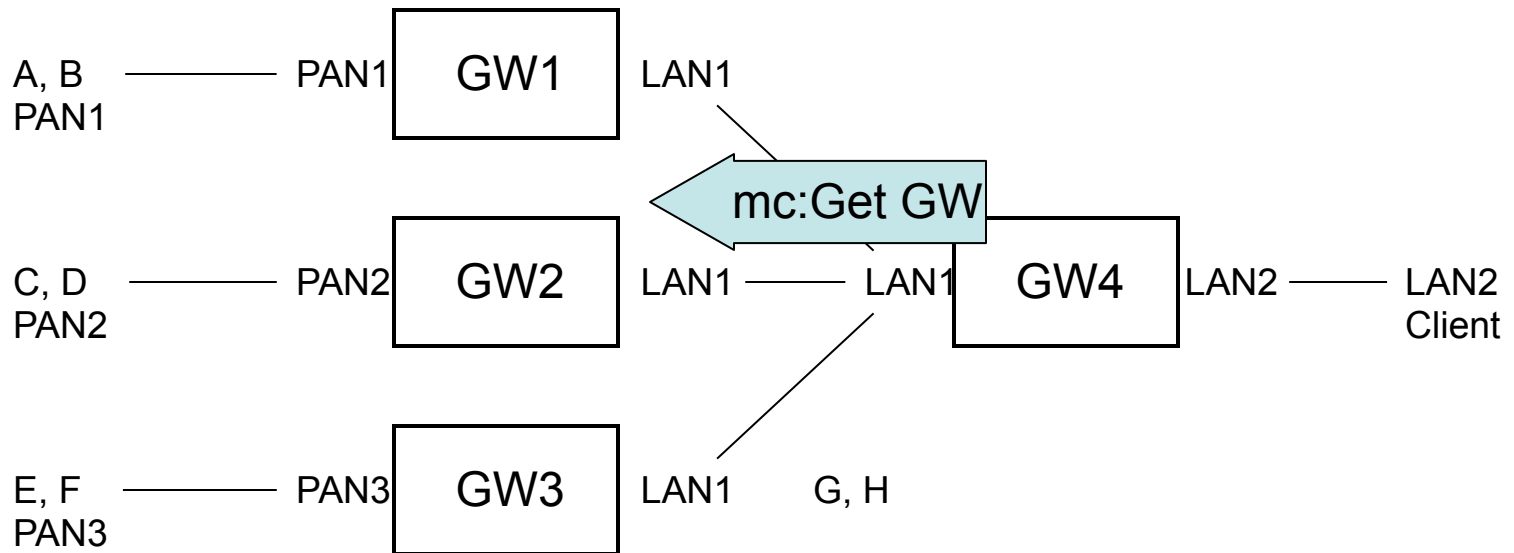 A, B
PAN1
PAN1
GW1
LAN1
mc:Get GW
C, D
PAN2
PAN2
GW2
LAN1
LAN1
GW4
LAN2
LAN2
Client
E, F
PAN3
PAN3
GW3
LAN1
G, H